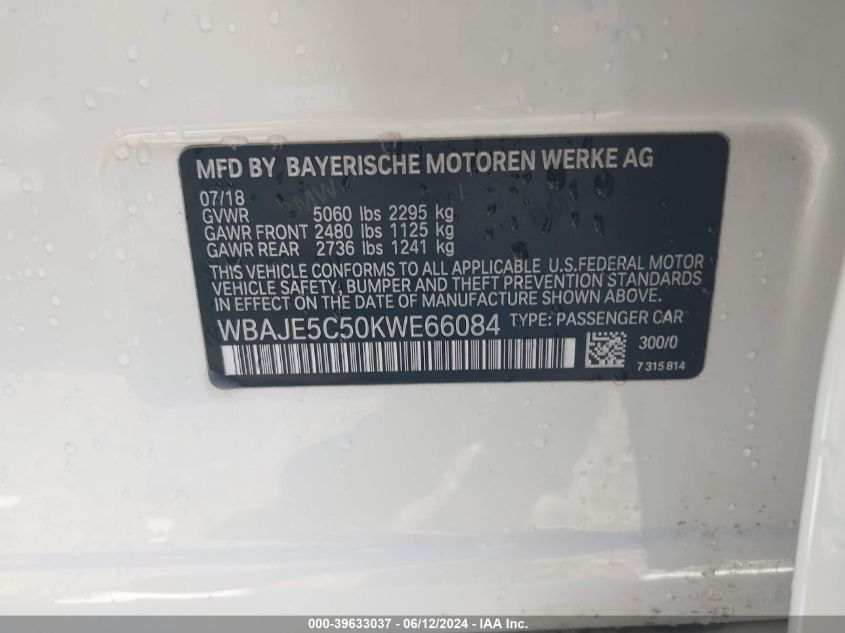 MFD BY BAYERISCHE MOTOREN WERKE AG
07/18
GVWR 5060 lbs 2295 kg
GAWR FRONT 2480 lbs 1125 kg
GAWR REAR 2736 lbs 1241 kg
THIS VEHICLE CONFORMS TO ALL APPLICABLE U.S.FEDERAL MOTOR
VEHICLE SAFETY, BUMPER AND THEFT PREVENTION STANDARDS
IN EFFECT ON THE DATE OF MANUFACTURE SHOWN ABOVE.
WBAJE5C50KWE66084 TYPE: PASSENGER CAR
300/0
7 315 814
000-39633037 - 06/12/2024 - IAA Inc.